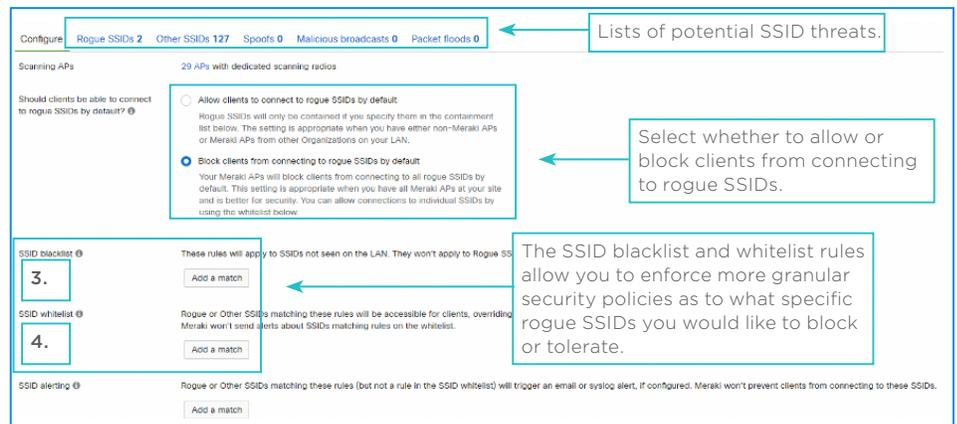 Configure Rogue SSIDs 2 Other SSIDs 127 Spoofs 0 Malicious broadcasts 0 Packet floods 0
Lists of potential SSID threats.
Scanning APs
29 APs with dedicated scanning radios
Should clients be able to connect
to rogue SSIDs by default?
Allow clients to connect to rogue SSIDs by default
Rogue SSIDs will only be contained if you specify them in the containment
list below. The setting is appropriate when you have either non-Meraki APs
or Meraki APs from other Organizations on your LAN.
Block clients from connecting to rogue SSIDs by default
Your Meraki APs will block clients from connecting to all rogue SSIDs by
default. This setting is appropriate when you have all Meraki APs at your site
and is better for security. You can allow connections to individual SSIDs by
using the whitelist below.
Select whether to allow or
block clients from connecting
to rogue SSIDs.
SSID blacklist
3.
These rules will apply to SSIDs not seen on the LAN. They won't apply to Rogue SS
Add a match
SSID whitelist
4.
Rogue or Other SSIDs matching these rules will be accessible for clients, overriding
Meraki won't send alerts about SSIDs matching rules on the whitelist.
Add a match
The SSID blacklist and whitelist rules
allow you to enforce more granular
security policies as to what specific
rogue SSIDs you would like to block
or tolerate.
SSID alerting
Rogue or Other SSIDs matching these rules (but not a rule in the SSID whitelist) will trigger an email or syslog alert, if configured. Meraki won't prevent clients from connecting to these SSIDs.
Add a match